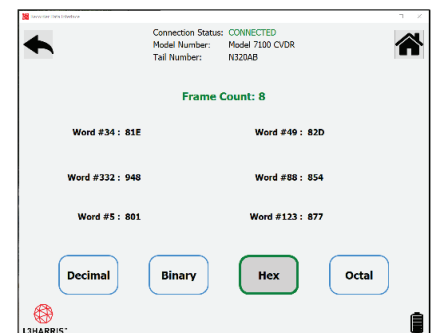 Connection Status: CONNECTED
Model Number: Model 7100 CVDR
Tail Number: N320AB
Frame Count: 8
Word #34 : 81E Word #49 : 82D
Word #332 : 948 Word #88 : 854
Word #5 : 801 Word #123 : 877
Decimal Binary Hex Octal
L3HARRIS